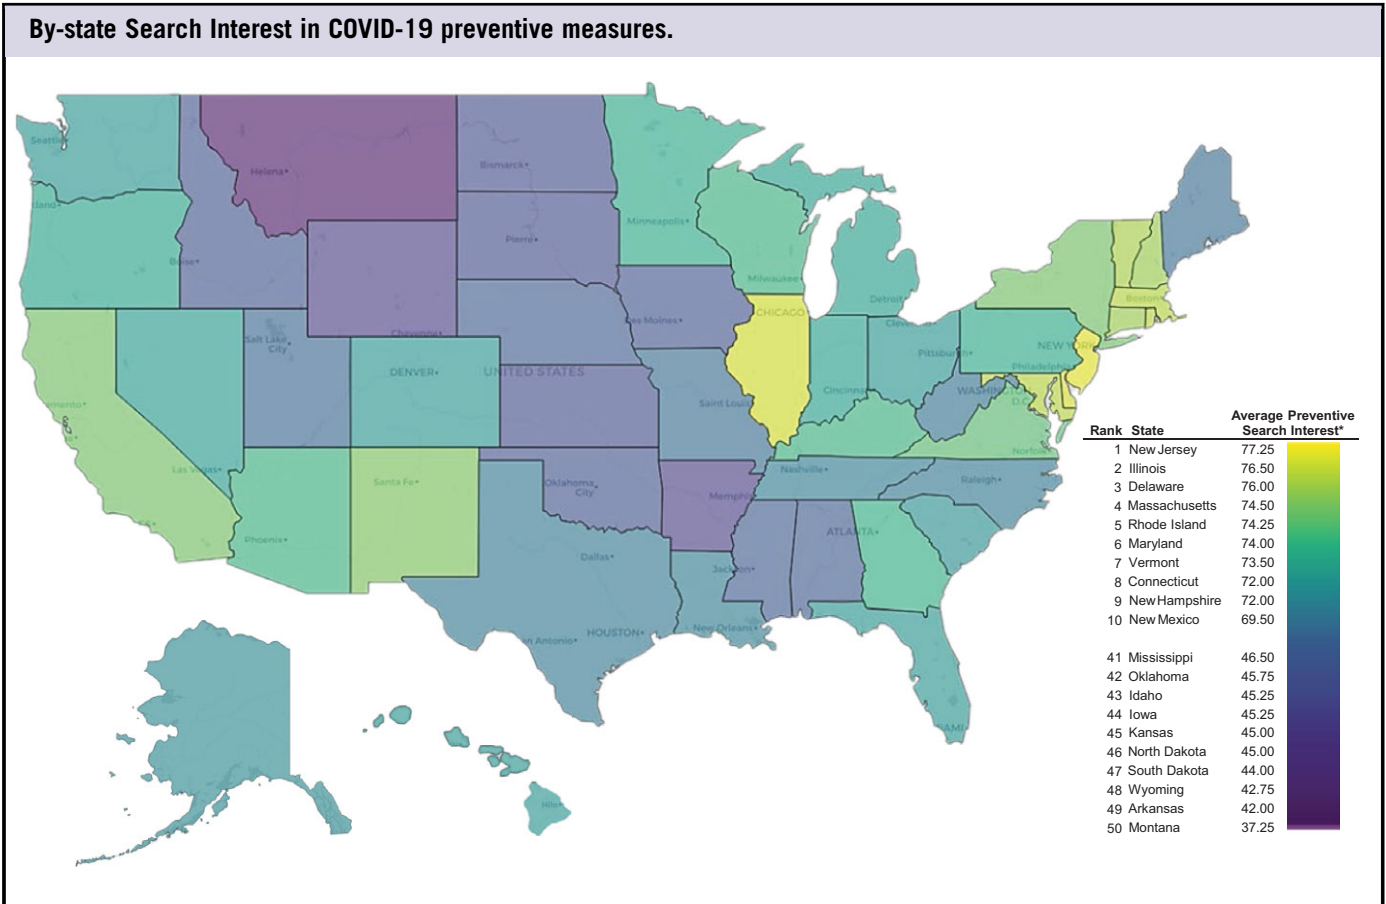 By-state Search Interest in COVID-19 preventive measures.
Seattle
Helena
Bismarck
tland
Minneapolis
Pierre
Boise
Milwaukee
Detroit
Boston
CHICAGO
Des Moines
Cheyenne
Salt Lake
City
Pittsburgh
NEW YORK
Philadelphia
DENVER
UNITED STATES
Cincinna
WASHINGTON
D.C.
Saint Louis
Norfolk
Las Vegas
Santa Fe
Oklahoma
City
Nashville
Raleigh
Memphis
Phoenix
ATLANTA
Dallas
Jackson
HOUSTON
New Orleans
an Antonio
AMI
Hilo
Average Preventive
Rank State Search Interest*
1 New Jersey 77.25
2 Illinois 76.50
3 Delaware 76.00
4 Massachusetts 74.50
5 Rhode Island 74.25
6 Maryland 74.00
7 Vermont 73.50
8 Connecticut 72.00
9 New Hampshire 72.00
10 New Mexico 69.50
41 Mississippi 46.50
42 Oklahoma 45.75
43 Idaho 45.25
44 Iowa 45.25
45 Kansas 45.00
46 North Dakota 45.00
47 South Dakota 44.00
48 Wyoming 42.75
49 Arkansas 42.00
50 Montana 37.25